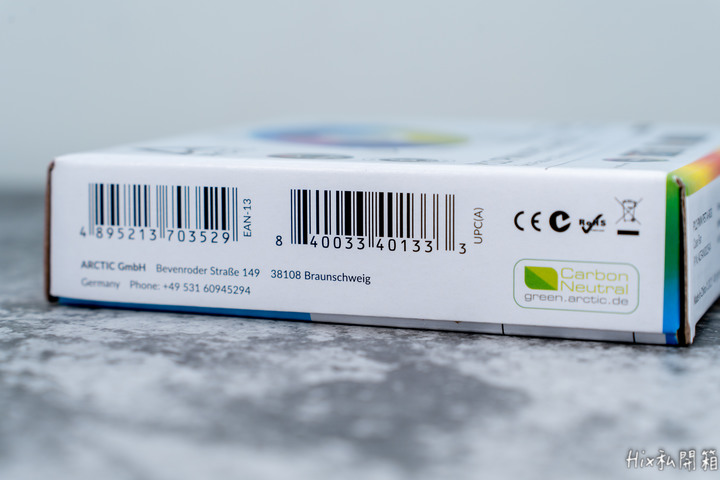 4 895213 703529
EAN-13
8 40033 40133 3
UPC(A)
CE
RoHS
ARCTIC GmbH Bevenroder Straße 149 38108 Braunschweig
Germany Phone: +49 531 60945294
Carbon
Neutral
green.arctic.de
Hix私開箱